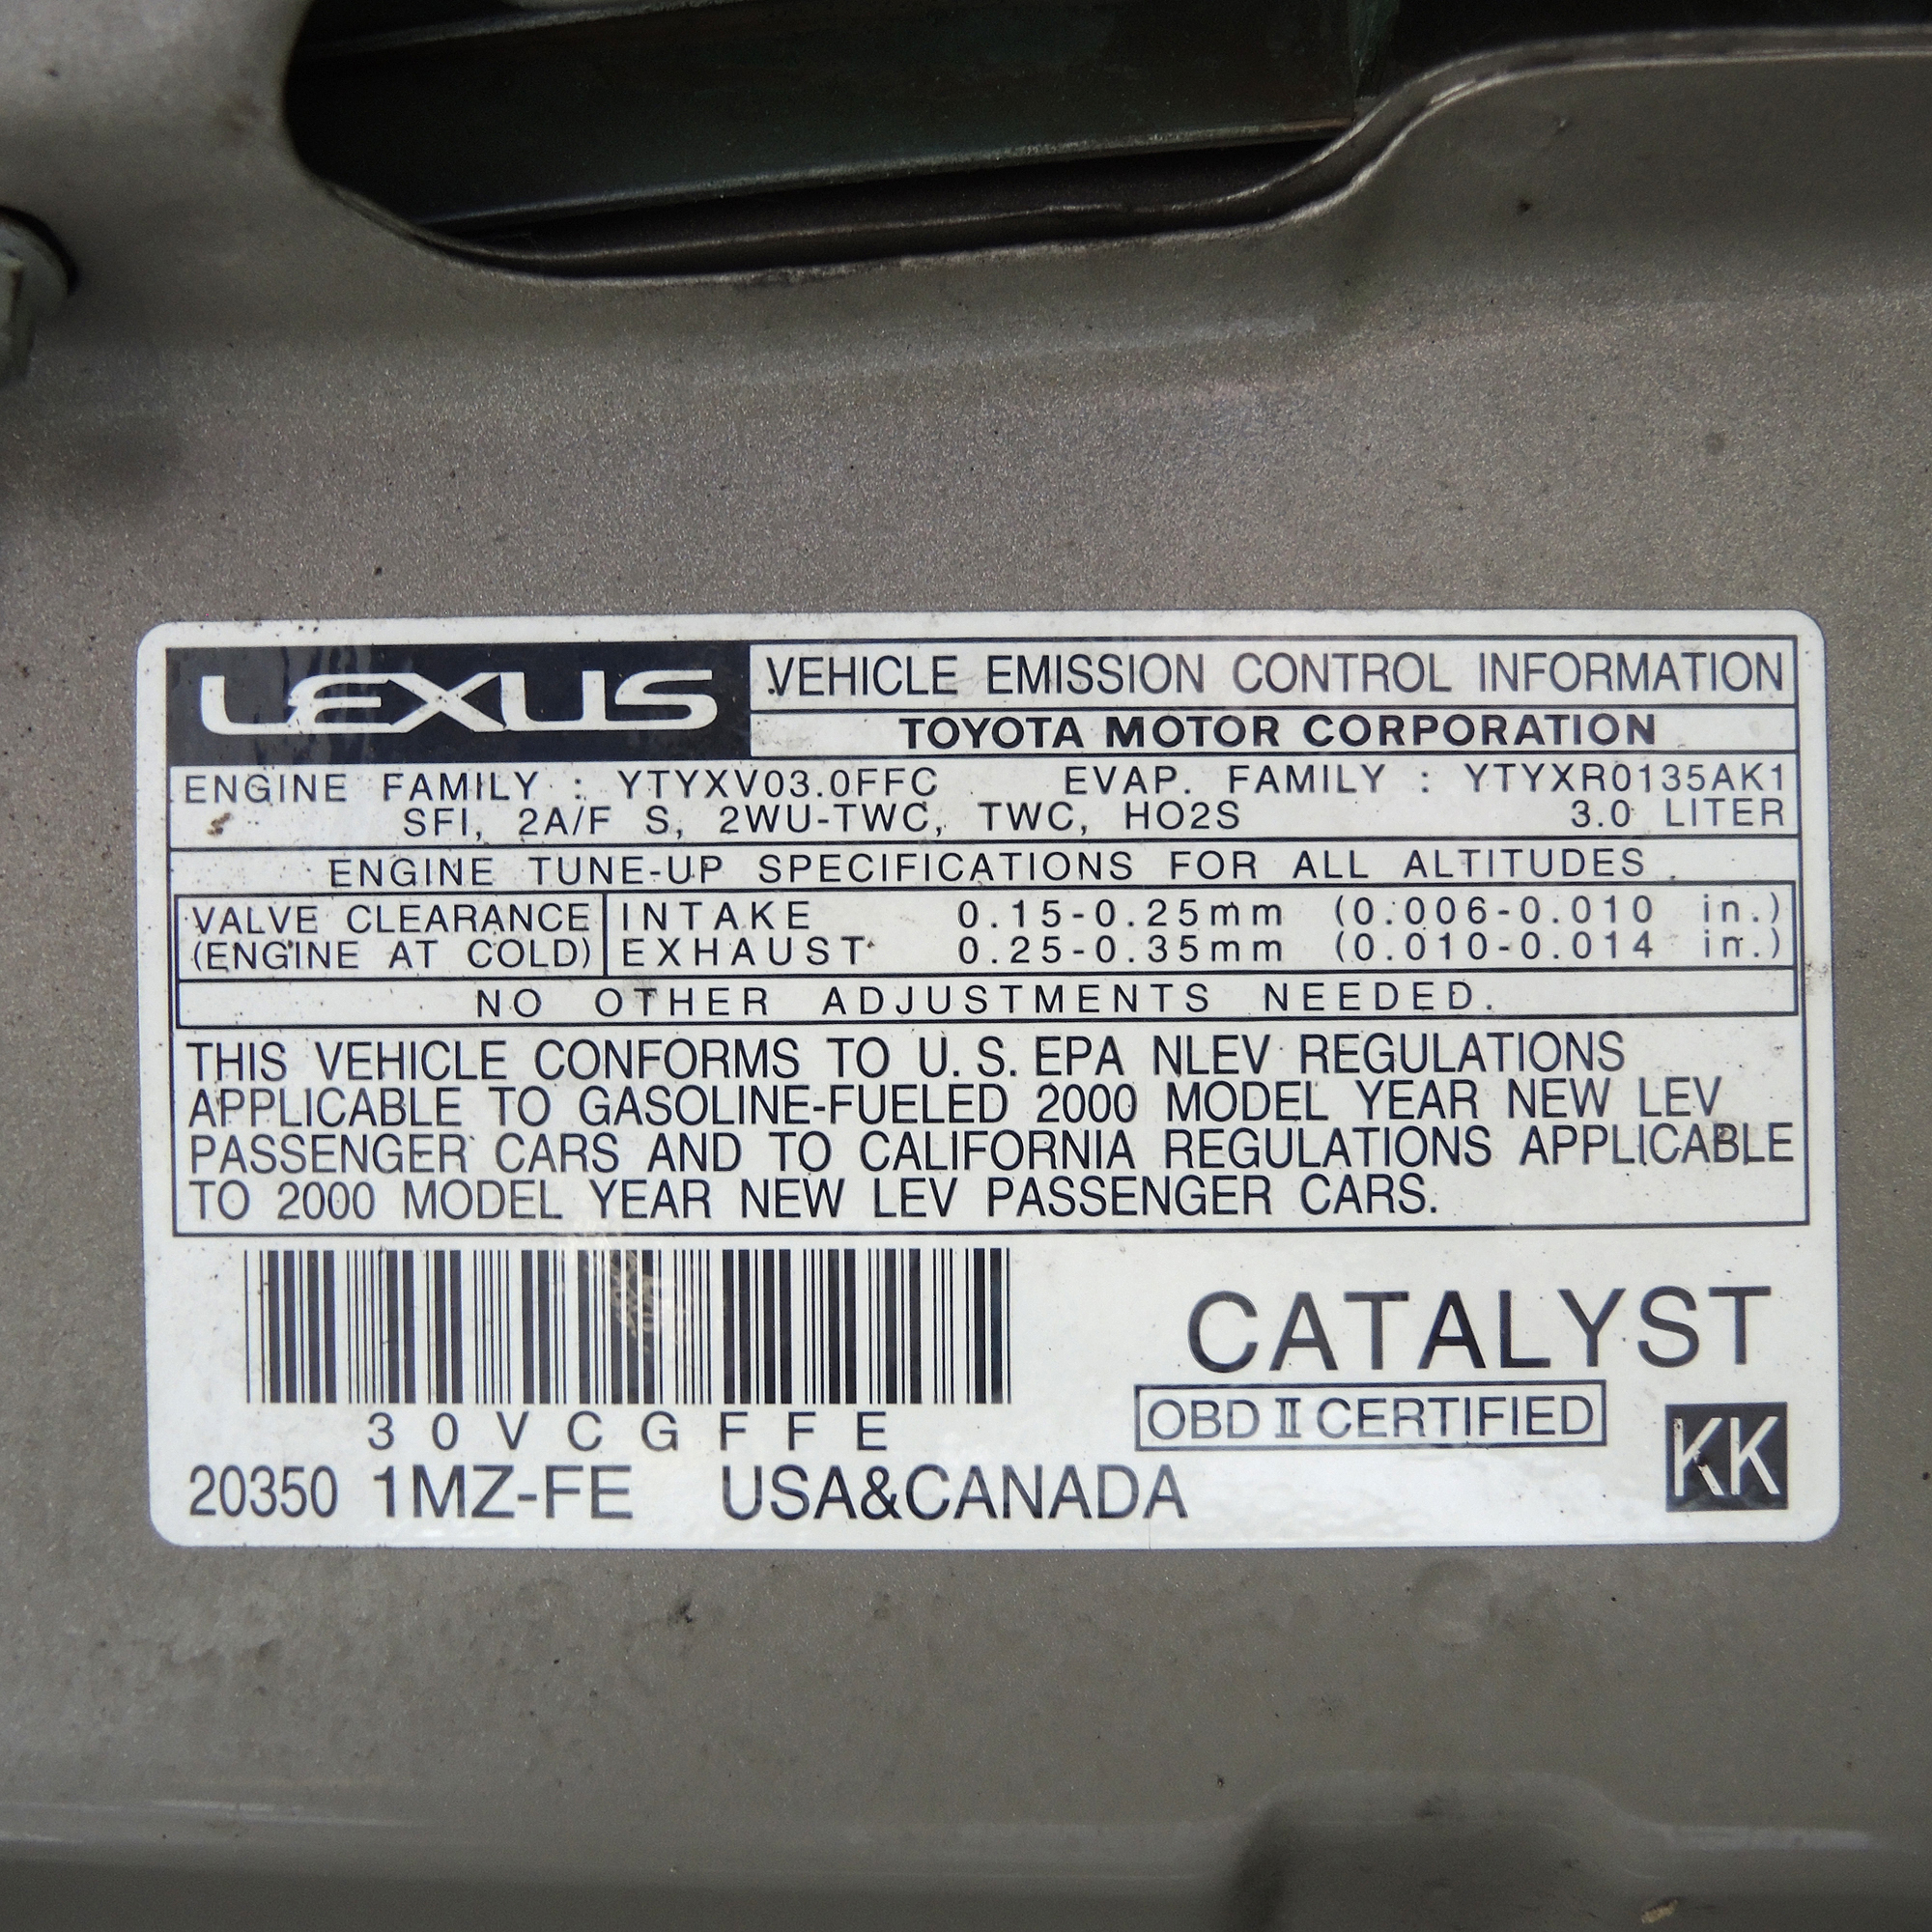 LEXUS
VEHICLE EMISSION CONTROL INFORMATION
TOYOTA MOTOR CORPORATION
ENGINE FAMILY : YTYXV03.0FFC EVAP. FAMILY : YTYXR0135AK1
SFI, 2A/F S, 2WU-TWC, TWC, HO2S 3.0 LITER
ENGINE TUNE-UP SPECIFICATIONS FOR ALL ALTITUDES
VALVE CLEARANCE INTAKE 0.15-0.25mm (0.006-0.010 in.)
(ENGINE AT COLD) EXHAUST 0.25-0.35mm (0.010-0.014 in.)
NO OTHER ADJUSTMENTS NEEDED.
THIS VEHICLE CONFORMS TO U.S. EPA NLEV REGULATIONS
APPLICABLE TO GASOLINE-FUELED 2000 MODEL YEAR NEW LEV
PASSENGER CARS AND TO CALIFORNIA REGULATIONS APPLICABLE
TO 2000 MODEL YEAR NEW LEV PASSENGER CARS.
CATALYST
30VCGFFE
OBD II CERTIFIED
KK
20350 1MZ-FE USA&CANADA